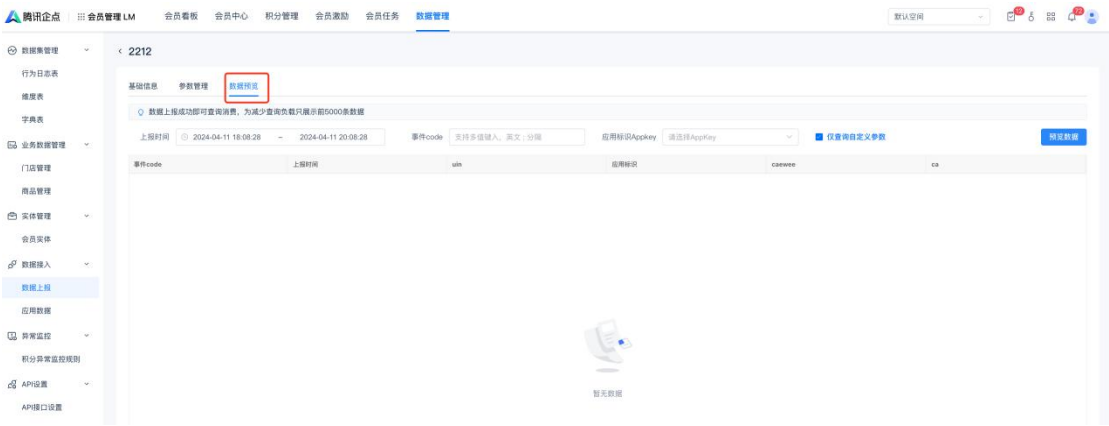 腾讯企点 会员管理 LM 会员看板 会员中心 积分管理 会员激励 会员任务 数据管理 默认空间 12 72
数据集管理
行为日志表
维度表
字典表
业务数据管理
门店管理
商品管理
实体管理
会员实体
数据接入
数据上报
应用数据
异常监控
积分异常监控规则
API设置
API接口设置
2212
基础信息 参数管理 数据预览
数据上报成功即可查询消费，为减少查询负载只展示前5000条数据
上报时间 2024-04-11 18:08:28 ~ 2024-04-11 20:08:28 事件code 支持多值键入，英文 ; 分隔 应用标识Appkey 请选择AppKey 仅查询自定义参数 预览数据
事件code 上报时间 uin 应用标识 caewee ca
暂无数据